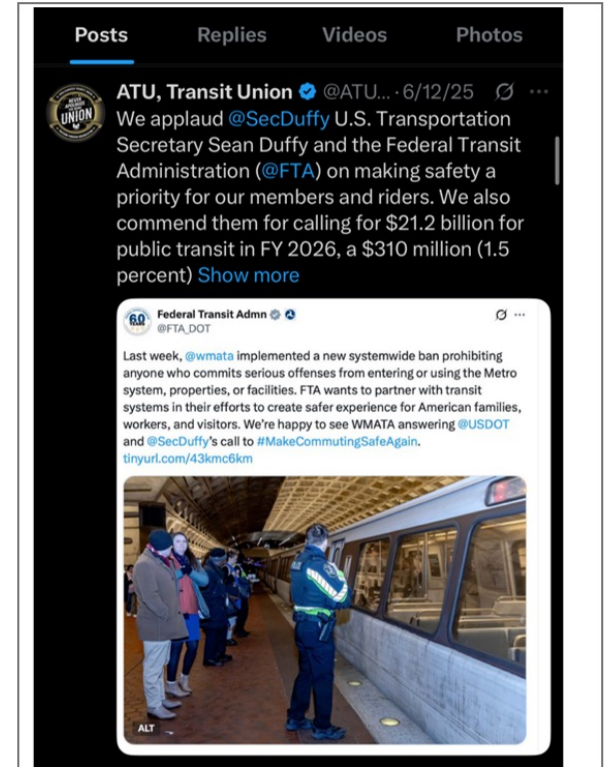 Posts Replies Videos Photos
ATU, Transit Union @ATU... · 6/12/25
We applaud @SecDuffy U.S. Transportation
Secretary Sean Duffy and the Federal Transit
Administration (@FTA) on making safety a
priority for our members and riders. We also
commend them for calling for $21.2 billion for
public transit in FY 2026, a $310 million (1.5
percent) Show more
UNION
60
YEARS
Federal Transit Admn
@FTA_DOT
Last week, @wmata implemented a new systemwide ban prohibiting
anyone who commits serious offenses from entering or using the Metro
system, properties, or facilities. FTA wants to partner with transit
systems in their efforts to create safer experience for American families,
workers, and visitors. We're happy to see WMATA answering @USDOT
and @SecDuffy's call to #MakeCommutingSafeAgain.
tinyurl.com/43kmc6km
ALT